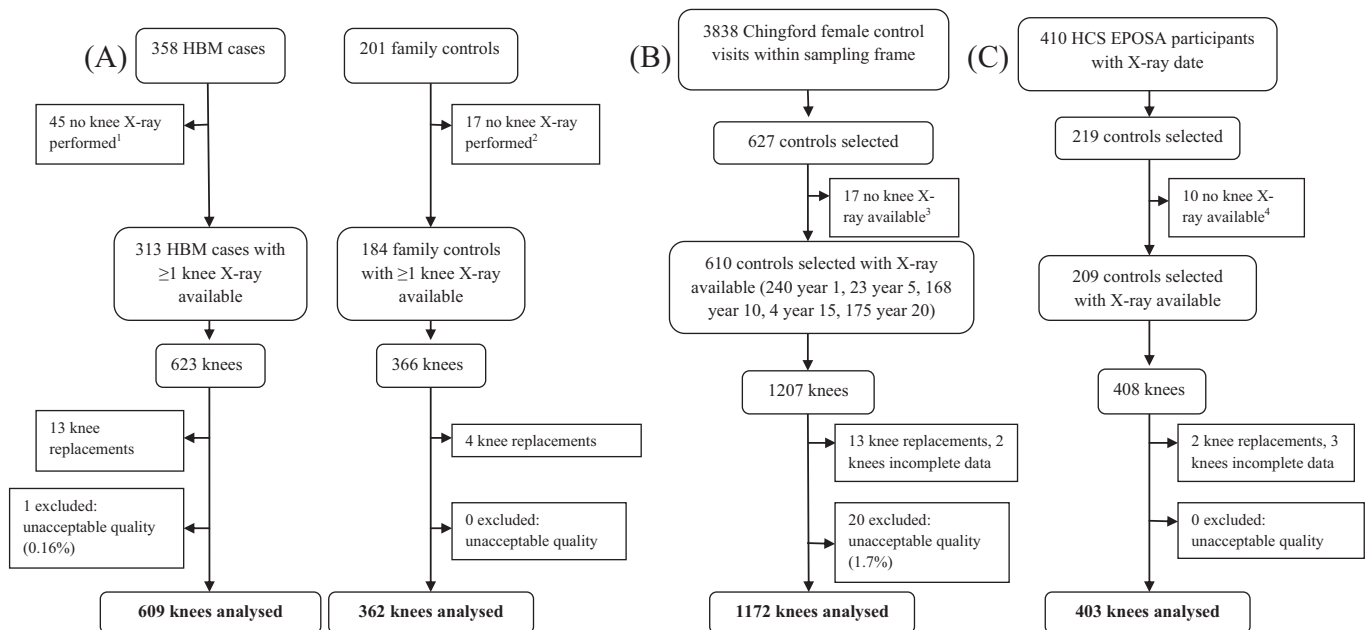 (A)
358 HBM cases
45 no knee X-ray
performed1
313 HBM cases with
≥1 knee X-ray
available
623 knees
13 knee
replacements
1 excluded:
unacceptable quality
(0.16%)
609 knees analysed
201 family controls
17 no knee X-ray
performed2
184 family controls
with ≥1 knee X-ray
available
366 knees
4 knee replacements
0 excluded:
unacceptable quality
362 knees analysed
(B)
3838 Chingford female control
visits within sampling frame
627 controls selected
17 no knee X-
ray available3
610 controls selected with X-ray
available (240 year 1, 23 year 5, 168
year 10, 4 year 15, 175 year 20)
1207 knees
13 knee replacements, 2
knees incomplete data
20 excluded:
unacceptable quality
(1.7%)
1172 knees analysed
(C)
410 HCS EPOSA participants
with X-ray date
219 controls selected
10 no knee X-
ray available4
209 controls selected
with X-ray available
408 knees
2 knee replacements, 3
knees incomplete data
0 excluded:
unacceptable quality
403 knees analysed